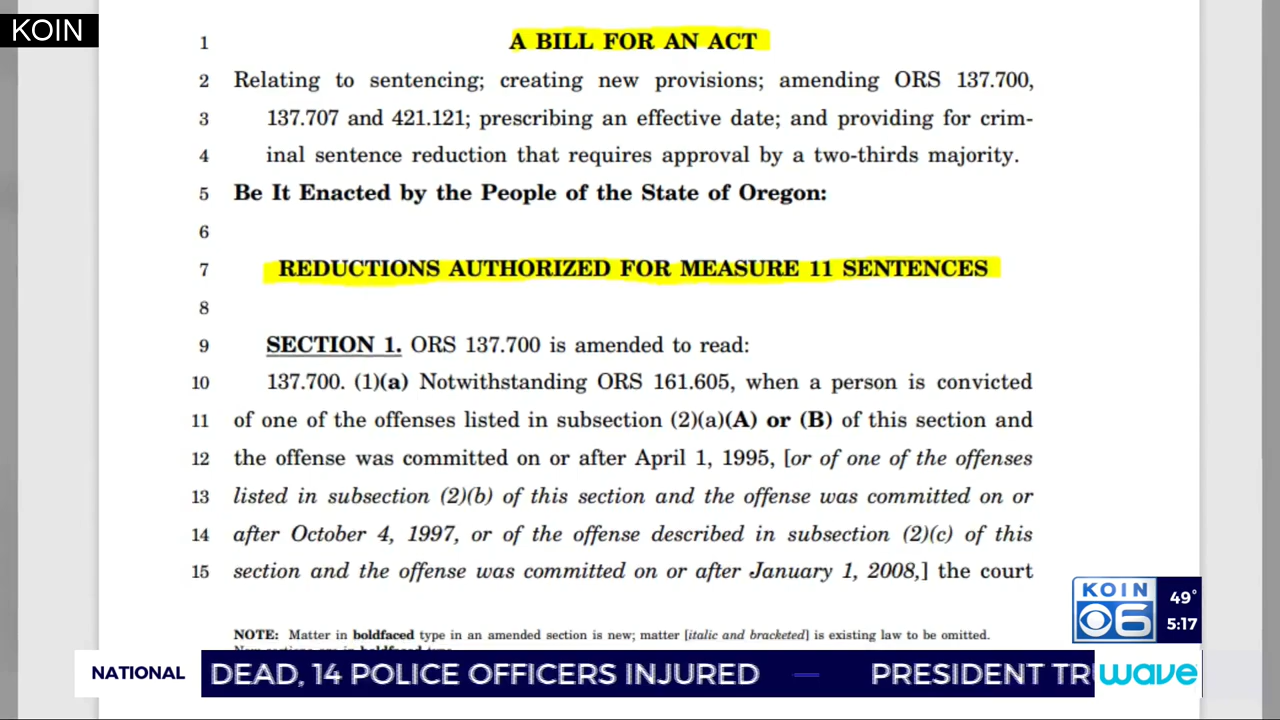 KOIN
1 A BILL FOR AN ACT
2 Relating to sentencing; creating new provisions; amending ORS 137.700,
3 137.707 and 421.121; prescribing an effective date; and providing for crim-
4 inal sentence reduction that requires approval by a two-thirds majority.
5 Be It Enacted by the People of the State of Oregon:
6
7 REDUCTIONS AUTHORIZED FOR MEASURE 11 SENTENCES
8
9 SECTION 1. ORS 137.700 is amended to read:
10 137.700. (1)(a) Notwithstanding ORS 161.605, when a person is convicted
11 of one of the offenses listed in subsection (2)(a)(A) or (B) of this section and
12 the offense was committed on or after April 1, 1995, [or of one of the offenses
13 listed in subsection (2)(b) of this section and the offense was committed on or
14 after October 4, 1997, or of the offense described in subsection (2)(c) of this
15 section and the offense was committed on or after January 1, 2008,] the court
NOTE: Matter in boldfaced type in an amended section is new; matter [italic and bracketed] is existing law to be omitted.
KOIN
6
49°
5:17
NATIONAL DEAD, 14 POLICE OFFICERS INJURED — PRESIDENT TR
wave